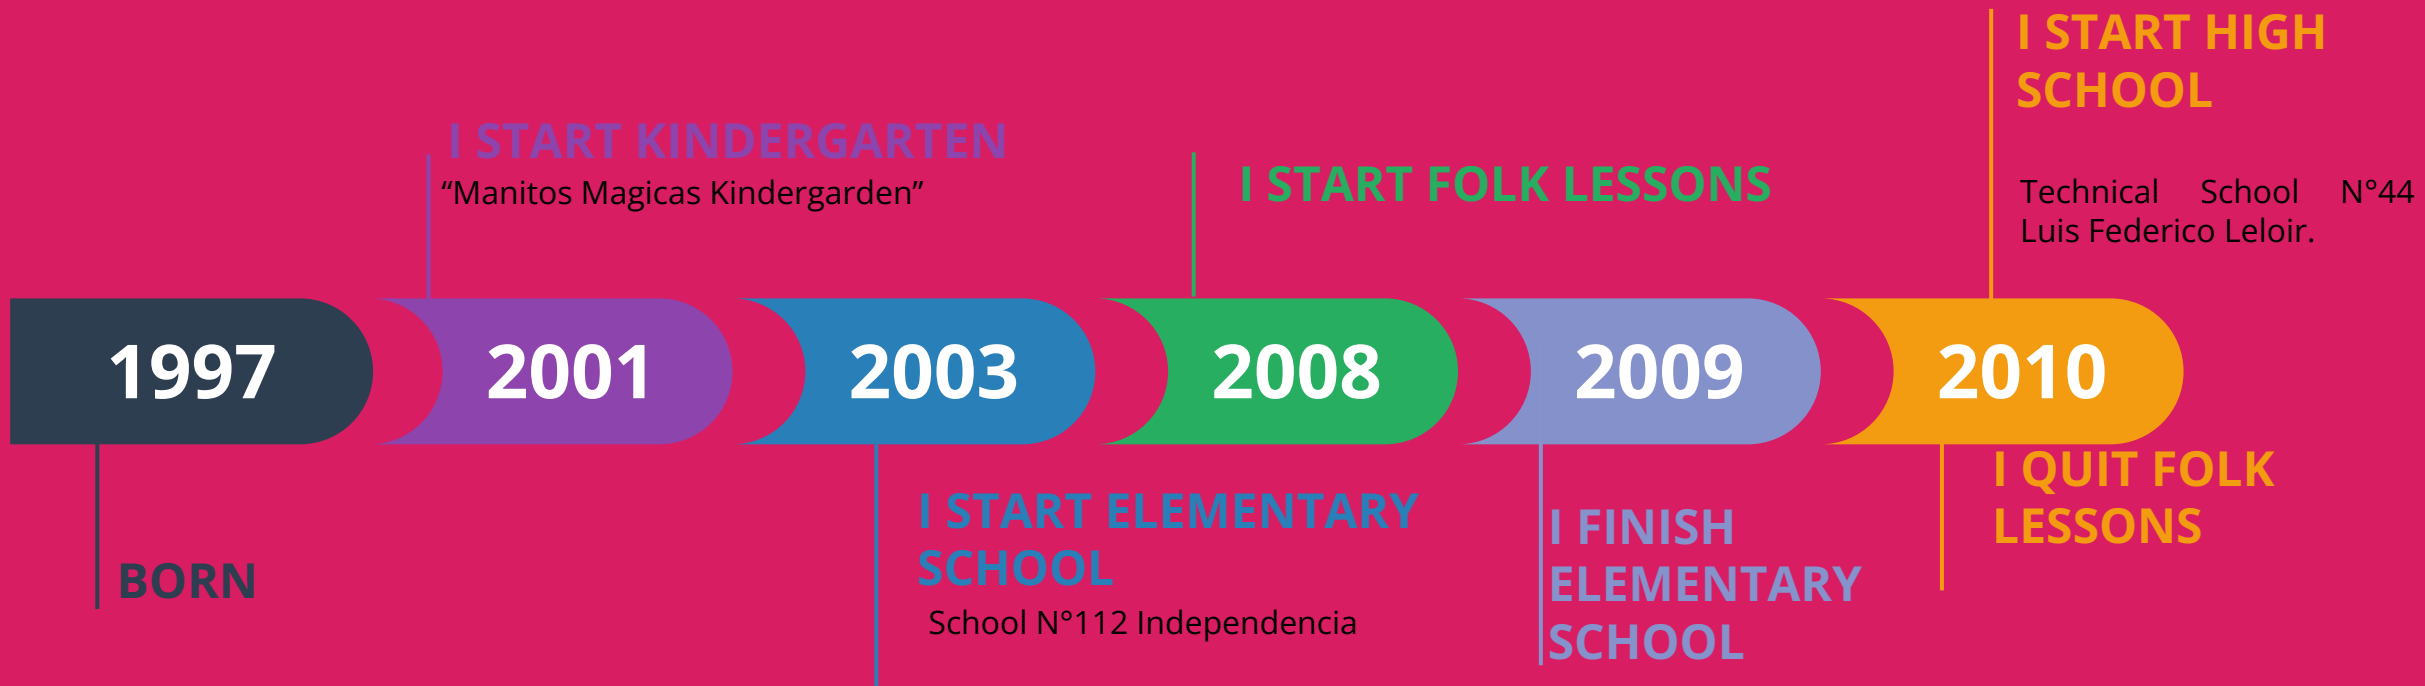 I START HIGH
SCHOOL
I START KINDERGARTEN
“Manitos Magicas Kindergarden”
I START FOLK LESSONS
Technical School N°44
Luis Federico Leloir.
1997
2001
2003
2008
2009
2010
BORN
I START ELEMENTARY
SCHOOL
School N°112 Independencia
I FINISH
ELEMENTARY
SCHOOL
I QUIT FOLK
LESSONS